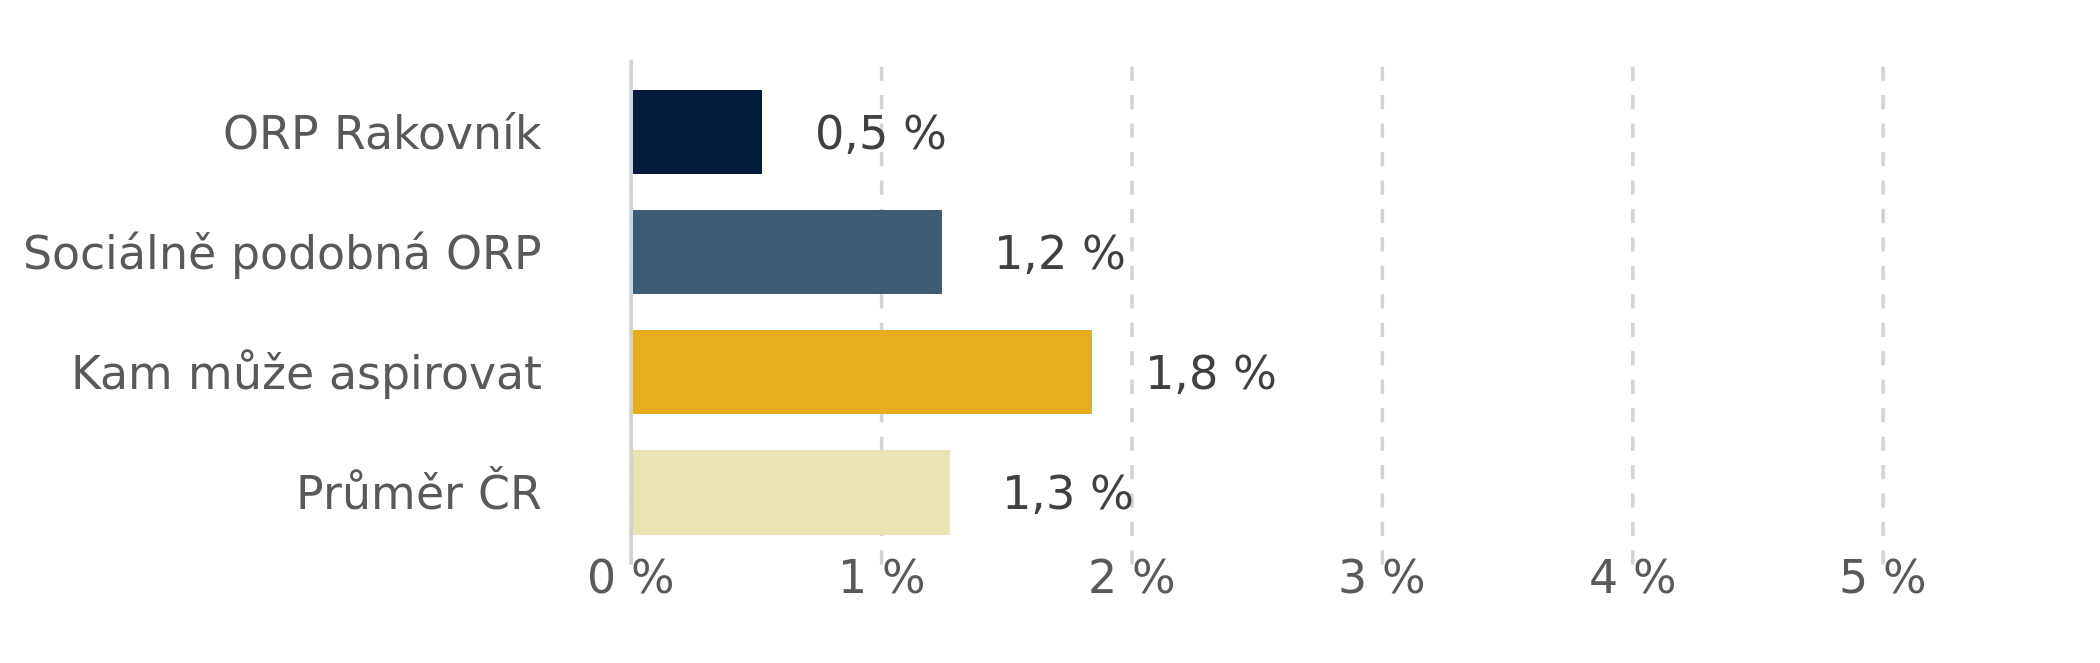 ORP Rakovník 0,5 %
Sociálně podobná ORP 1,2 %
Kam může aspirovat 1,8 %
Průměr ČR 1,3 %
0 % 1 % 2 % 3 % 4 % 5 %